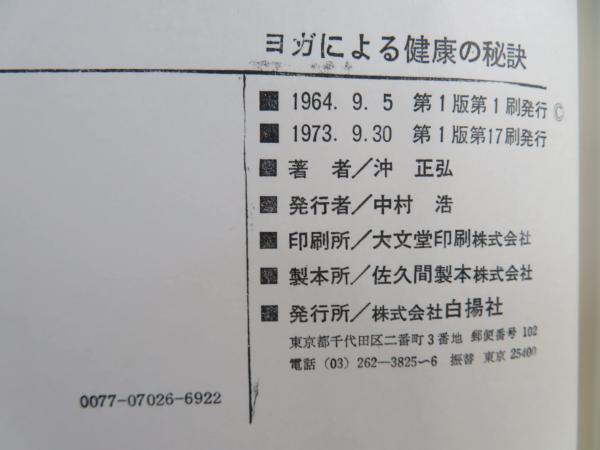 ヨガによる健康の秘訣
■ 1964. 9. 5 第1版第1刷発行 ©
■ 1973. 9.30 第1版第17刷発行
■ 著 者／沖 正弘
■ 発行者／中村 浩
■ 印刷所／大文堂印刷株式会社
■ 製本所／佐久間製本株式会社
■ 発行所／株式会社白揚社
東京都千代田区二番町3番地 郵便番号 102
電話 (03) 262―3825〜6 振替 東京 25400
0077-07026-6922